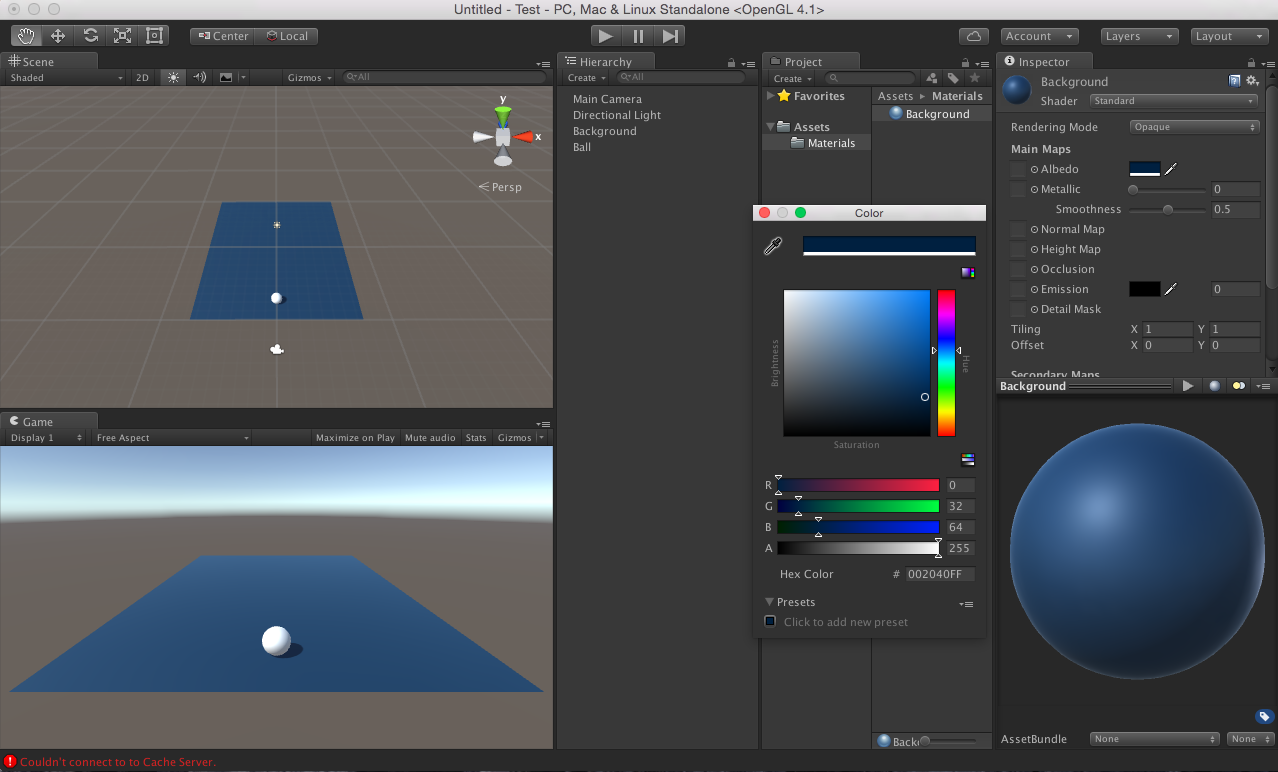 Untitled - Test - PC, Mac & Linux Standalone <OpenGL 4.1>
Center Local Account Layers Layout
Scene
Shaded 2D Gizmos All
y
x
Persp
Game
Display 1 Free Aspect Maximize on Play Mute audio Stats Gizmos
Hierarchy
Create All
Main Camera
Directional Light
Background
Ball
Project
Create
Favorites
Assets
Materials
Assets Materials
Background
Color
Brightness
Hue
Saturation
R 0
G 32
B 64
A 255
Hex Color # 002040FF
Presets
Click to add new preset
Inspector
Background
Shader Standard
Rendering Mode Opaque
Main Maps
Albedo
Metallic 0
Smoothness 0.5
Normal Map
Height Map
Occlusion
Emission 0
Detail Mask
Tiling X 1 Y 1
Offset X 0 Y 0
Secondary Maps
Background
AssetBundle None None
Couldn't connect to to Cache Server.